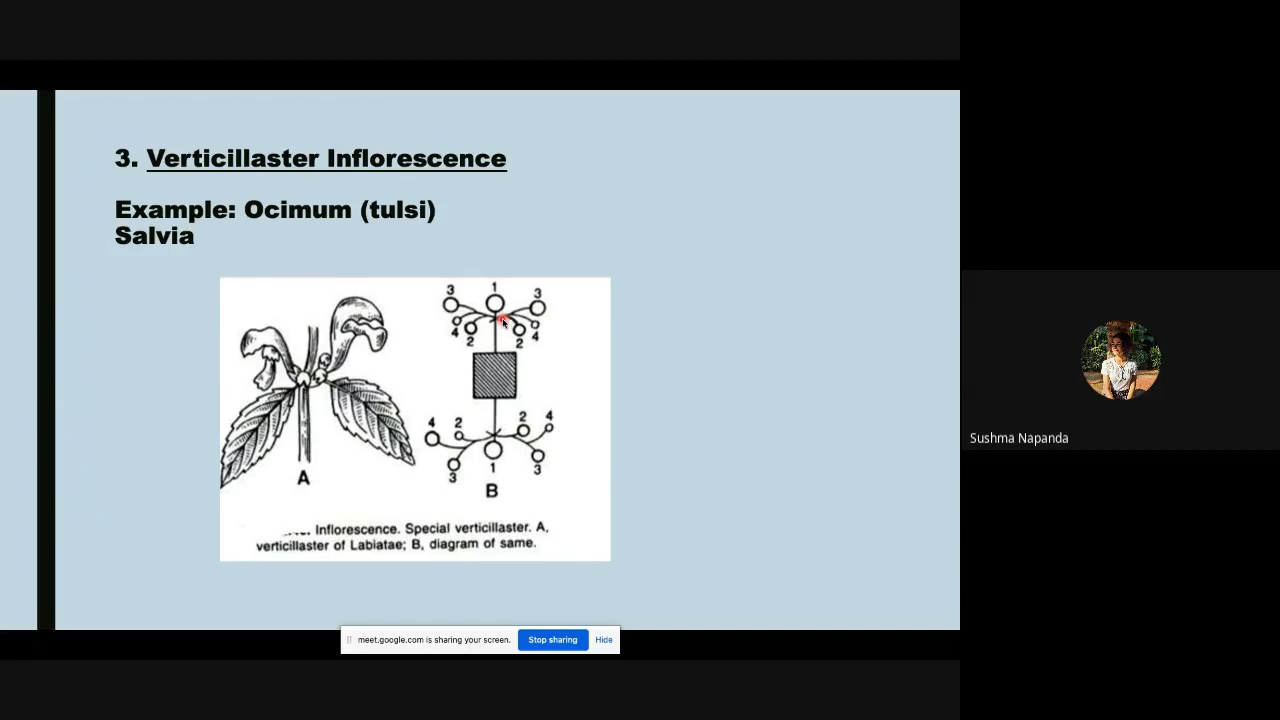 3. Verticillaster Inflorescence
Example: Ocimum (tulsi)
Salvia
3 1 3
4 2 2 4
4 2 2 4
3 1 3
A
B
Inflorescence. Special verticillaster. A,
verticillaster of Labiatae; B, diagram of same.
Sushma Napanda
meet.google.com is sharing your screen. Stop sharing Hide